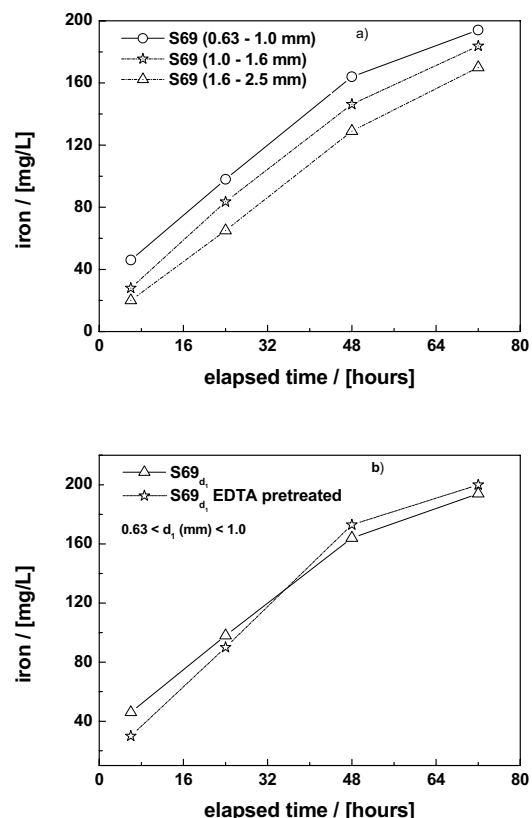 a)
S69 (0.63 - 1.0 mm)
S69 (1.0 - 1.6 mm)
S69 (1.6 - 2.5 mm)
200
160
120
80
40
0
iron / [mg/L]
0 16 32 48 64 80
elapsed time / [hours]
b)
S69d1
S69d1 EDTA pretreated
0.63 < d1 (mm) < 1.0
200
160
120
80
40
iron / [mg/L]
0 16 32 48 64 80
elapsed time / [hours]